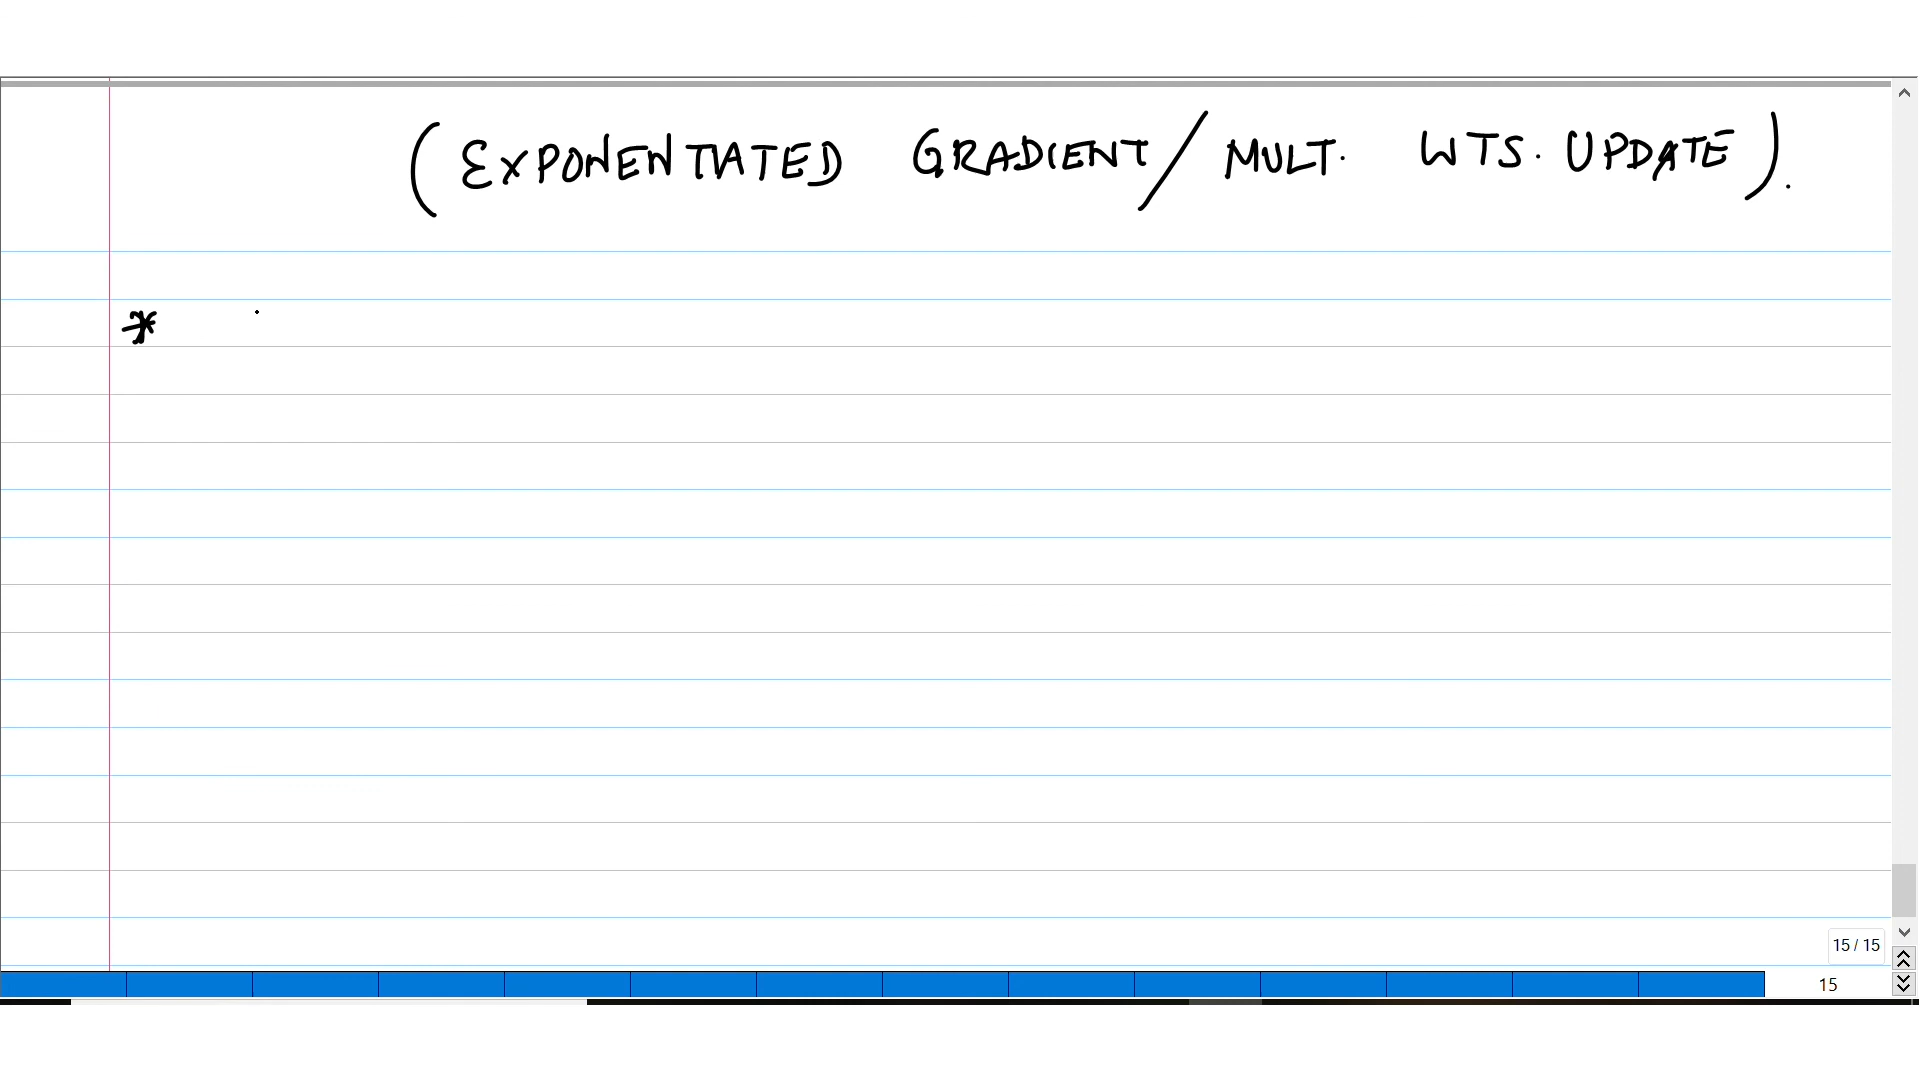 (EXPONENTIATED GRADIENT / MULT. WTS. UPDATE).
*
15 / 15
15